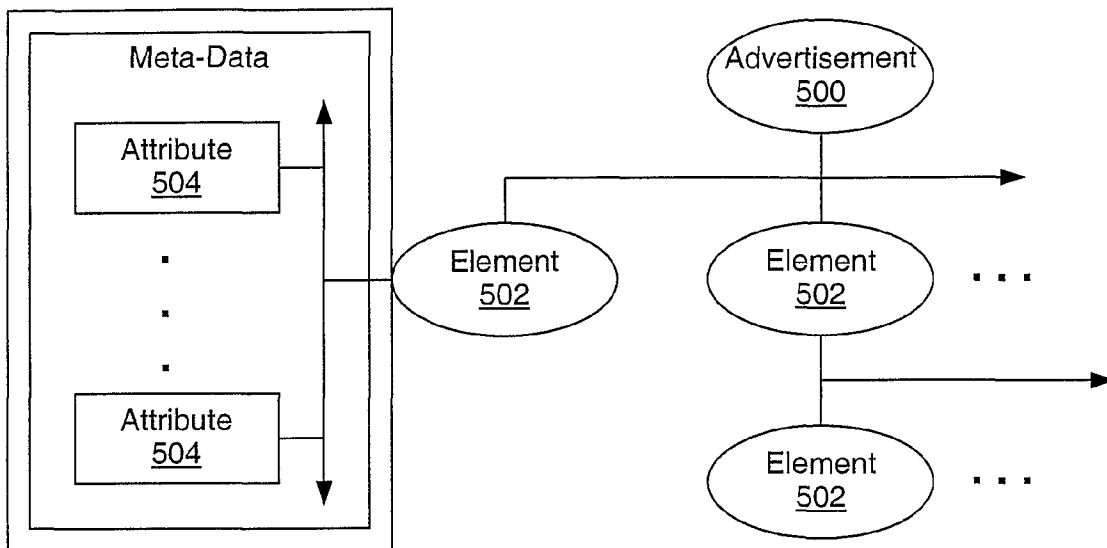 Meta-Data
Attribute
504
Attribute
504
Advertisement
500
Element
502
Element
502
Element
502